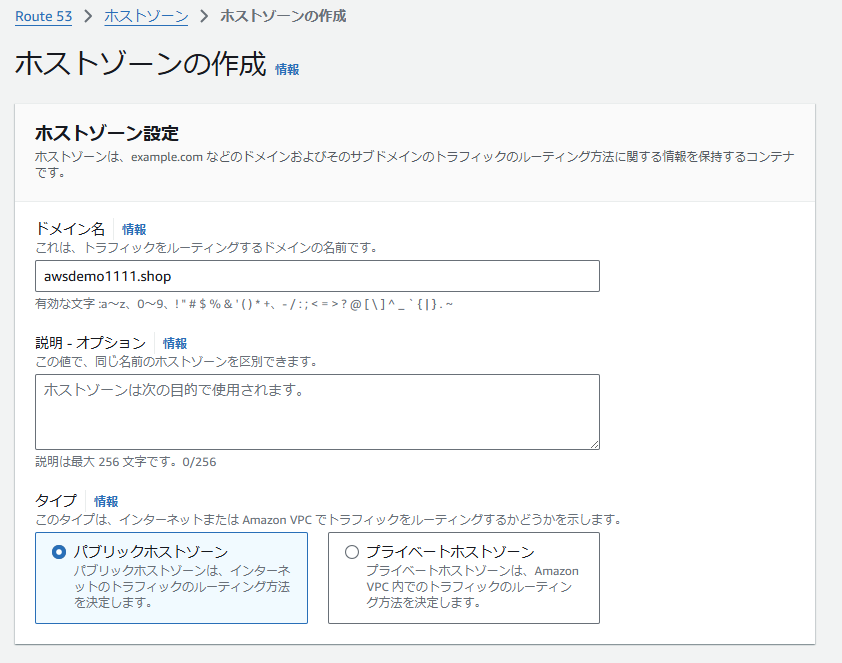 Route 53 > ホストゾーン > ホストゾーンの作成
ホストゾーンの作成 情報
ホストゾーン設定
ホストゾーンは、example.com などのドメインおよびそのサブドメインのトラフィックのルーティング方法に関する情報を保持するコンテナ
です。
ドメイン名 情報
これは、トラフィックをルーティングするドメインの名前です。
awsdemo1111.shop
有効な文字 :a～z、0～9、! " # $ % & ' ( ) * +、- / : ; < = > ? @ [ \ ] ^ _ ` { | } . ~
説明 - オプション 情報
この値で、同じ名前のホストゾーンを区別できます。
ホストゾーンは次の目的で使用されます。
説明は最大 256 文字です。0/256
タイプ 情報
このタイプは、インターネットまたは Amazon VPC でトラフィックをルーティングするかどうかを示します。
パブリックホストゾーン
パブリックホストゾーンは、インターネ
ットのトラフィックのルーティング方法
を決定します。
プライベートホストゾーン
プライベートホストゾーンは、Amazon
VPC 内でのトラフィックのルーティン
グ方法を決定します。